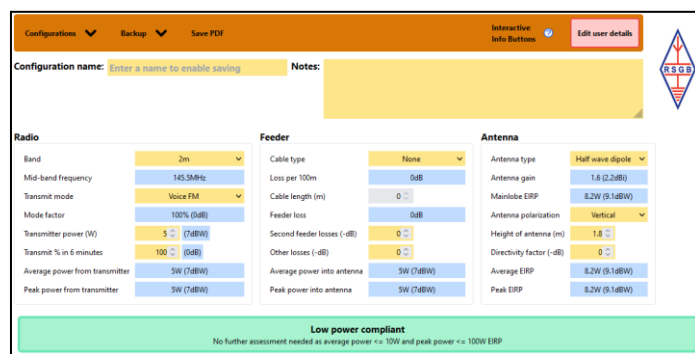 Configurations Backup Save PDF Interactive Info Buttons ? Edit user details
RSGB
Configuration name: Enter a name to enable saving Notes:
Radio
Band 2m
Mid-band frequency 145.5MHz
Transmit mode Voice FM
Mode factor 100% (0dB)
Transmitter power (W) 5 (7dBW)
Transmit % in 6 minutes 100 (0dB)
Average power from transmitter 5W (7dBW)
Peak power from transmitter 5W (7dBW)
Feeder
Cable type None
Loss per 100m 0dB
Cable length (m) 0
Feeder loss 0dB
Second feeder losses (-dB) 0
Other losses (-dB) 0
Average power into antenna 5W (7dBW)
Peak power into antenna 5W (7dBW)
Antenna
Antenna type Half wave dipole
Antenna gain 1.6 (2.2dBi)
Mainlobe EIRP 8.2W (9.1dBW)
Antenna polarization Vertical
Height of antenna (m) 1.8
Directivity factor (-dB) 0
Average EIRP 8.2W (9.1dBW)
Peak EIRP 8.2W (9.1dBW)
Low power compliant
No further assessment needed as average power <= 10W and peak power <= 100W EIRP